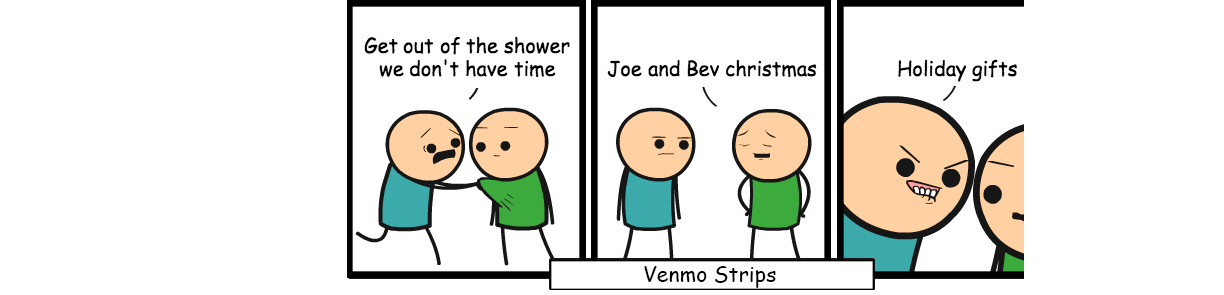 Get out of the shower
we don't have time
Joe and Bev christmas
Holiday gifts
Venmo Strips